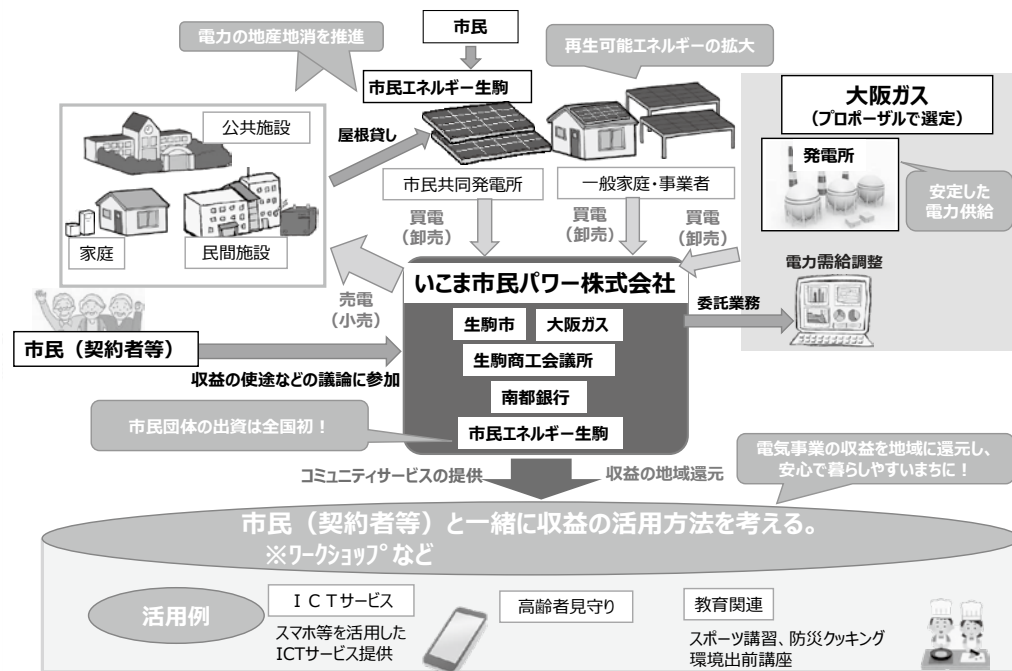 電力の地産地消を推進
市民
市民エネルギー生駒
再生可能エネルギーの拡大
大阪ガス
（プロポーザルで選定）
発電所
安定した
電力供給
電力需給調整
公共施設
家庭
民間施設
屋根貸し
市民共同発電所
一般家庭・事業者
買電
（卸売）
買電
（卸売）
買電
（卸売）
売電
（小売）
いこま市民パワー株式会社
生駒市
大阪ガス
生駒商工会議所
南都銀行
市民エネルギー生駒
委託業務
市民（契約者等）
収益の使途などの議論に参加
市民団体の出資は全国初！
コミュニティサービスの提供
収益の地域還元
電気事業の収益を地域に還元し、
安心で暮らしやすいまちに！
市民（契約者等）と一緒に収益の活用方法を考える。
※ﾜｰｸｼｮｯﾌﾟなど
活用例
ＩＣＴサービス
スマホ等を活用した
ICTサービス提供
高齢者見守り
教育関連
スポーツ講習、防災クッキング
環境出前講座